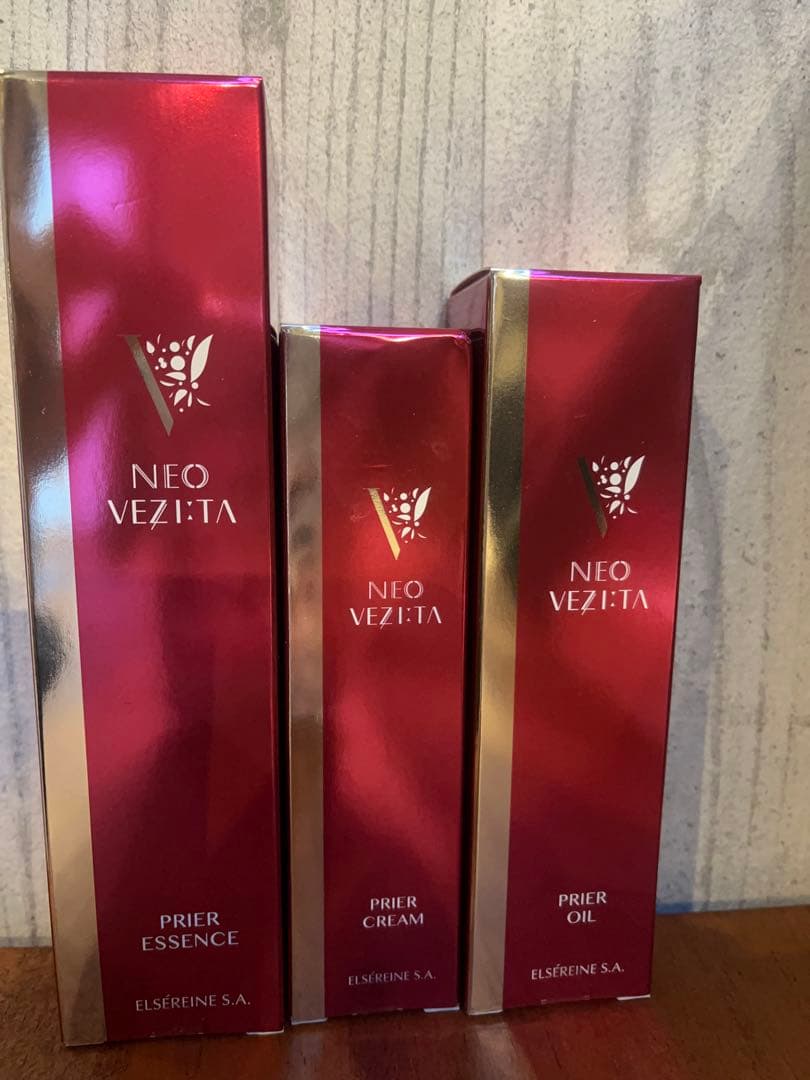 NEO
VEZI:TA
PRIER
ESSENCE
ELSÉREINE S.A.
NEO
VEZI:TA
PRIER
CREAM
ELSÉREINE S.A.
NEO
VEZI:TA
PRIER
OIL
ELSÉREINE S.A.